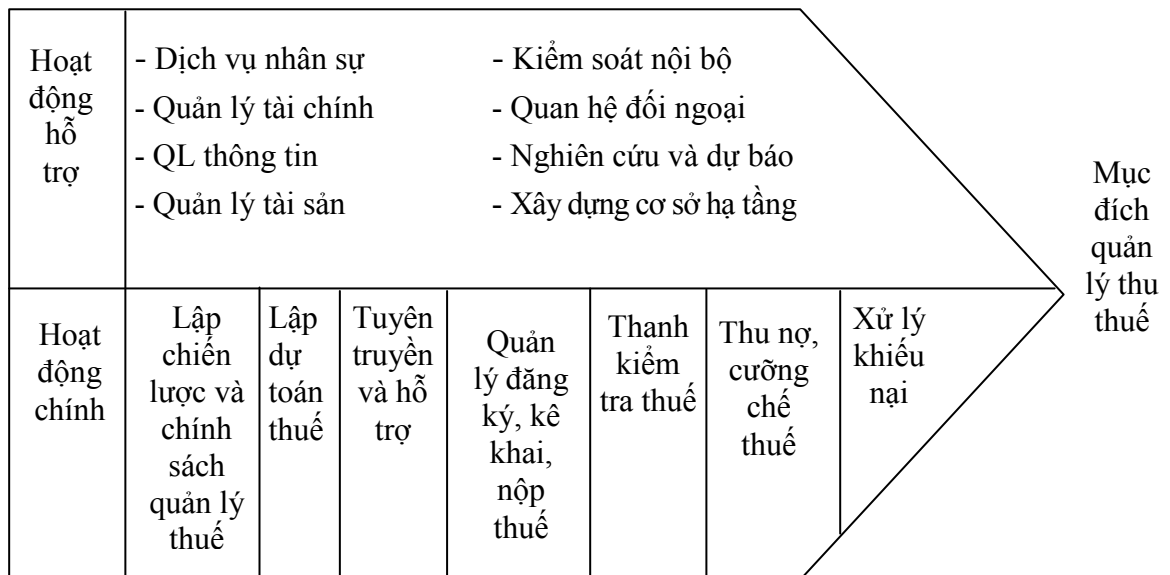 Hoạt
động
hỗ
trợ
- Dịch vụ nhân sự
- Quản lý tài chính
- QL thông tin
- Quản lý tài sản
- Kiểm soát nội bộ
- Quan hệ đối ngoại
- Nghiên cứu và dự báo
- Xây dựng cơ sở hạ tầng
Hoạt
động
chính
Lập
chiến
lược và
chính
sách
quản lý
thuế
Lập
dự
toán
thuế
Tuyên
truyền
và hỗ
trợ
Quản
lý đăng
ký, kê
khai,
nộp
thuế
Thanh
kiểm
tra thuế
Thu nợ,
cưỡng
chế
thuế
Xử lý
khiếu
nại
Mục
đích
quản
lý thu
thuế